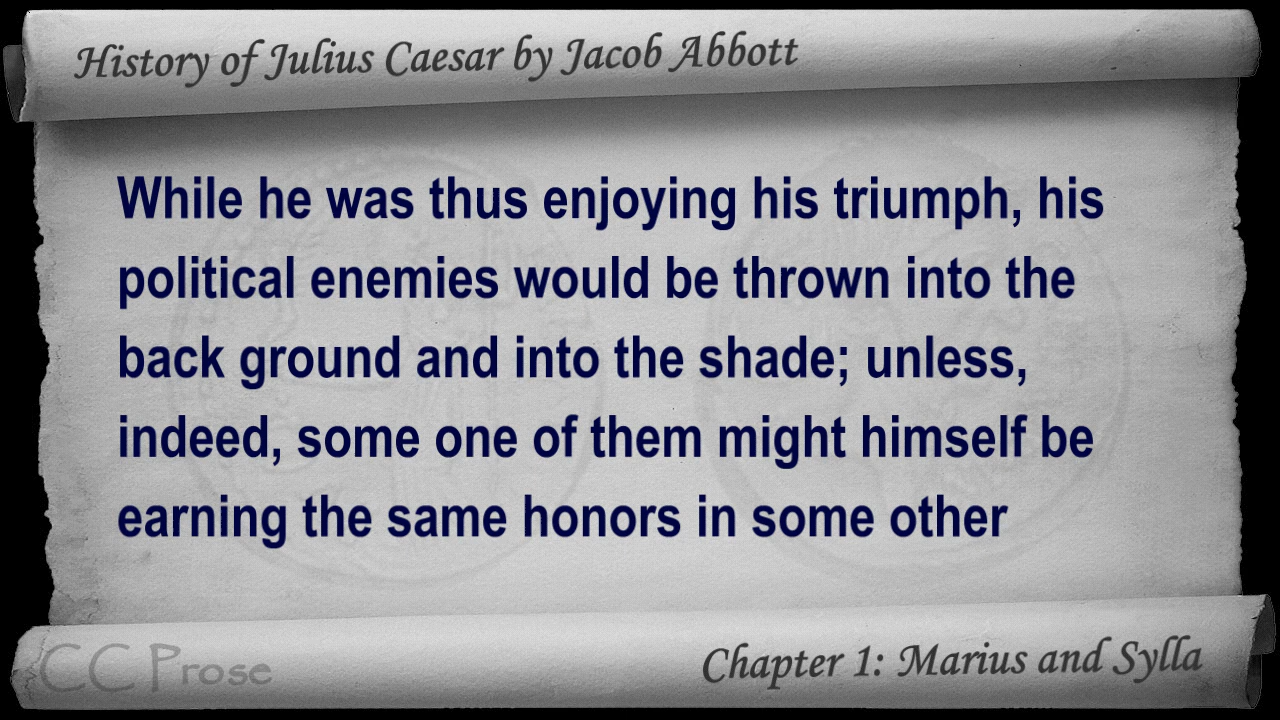 History of Julius Caesar by Jacob Abbott
While he was thus enjoying his triumph, his
political enemies would be thrown into the
back ground and into the shade; unless,
indeed, some one of them might himself be
earning the same honors in some other
CC Prose
Chapter 1: Marius and Sylla